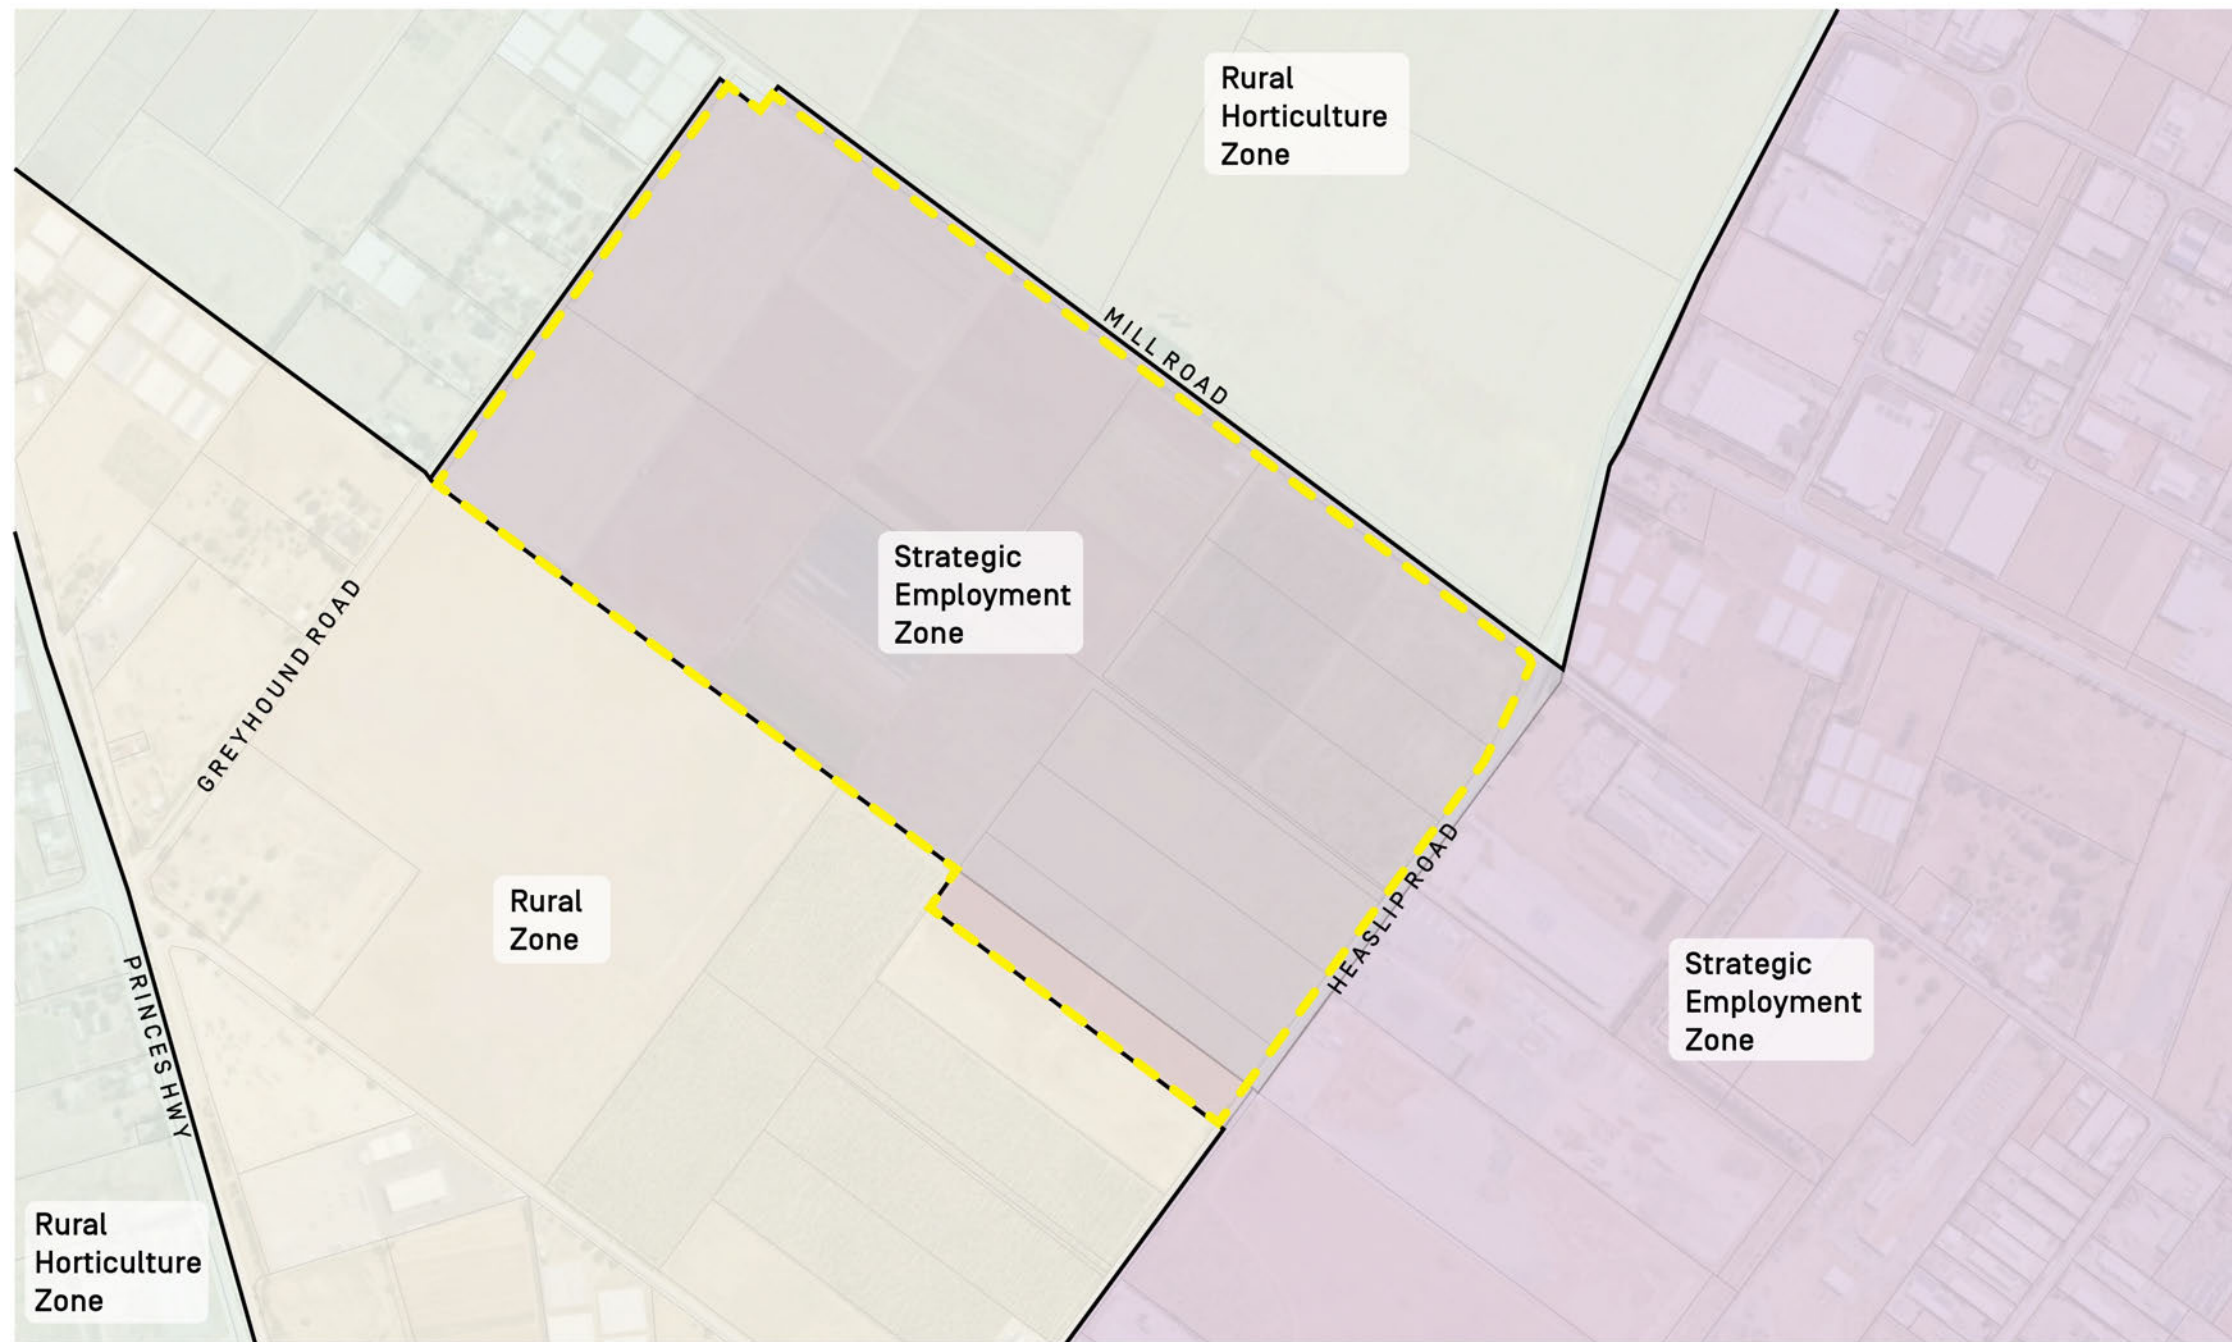 Rural
Horticulture
Zone
MILL ROAD
Strategic
Employment
Zone
GREYHOUND ROAD
HEASLIP ROAD
Rural
Zone
Strategic
Employment
Zone
PRINCES HWY
Rural
Horticulture
Zone